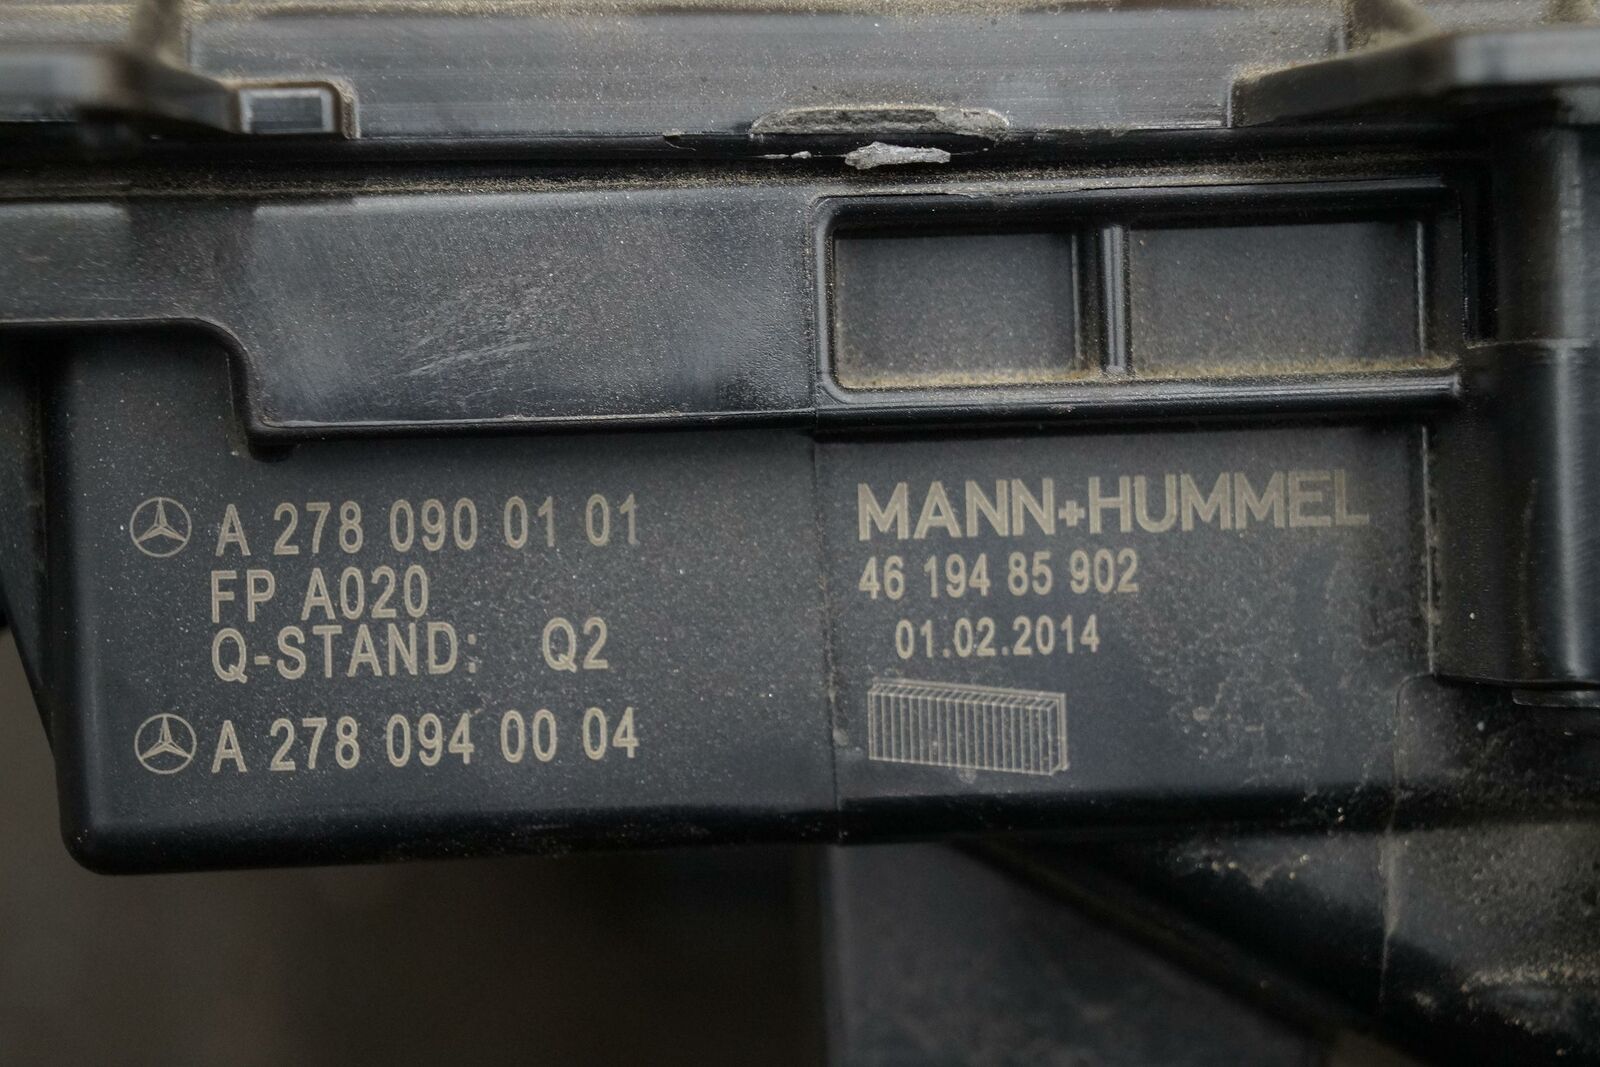 A 278 090 01 01
FP A020
Q-STAND: Q2
A 278 094 00 04
MANN+HUMMEL
46 194 85 902
01.02.2014